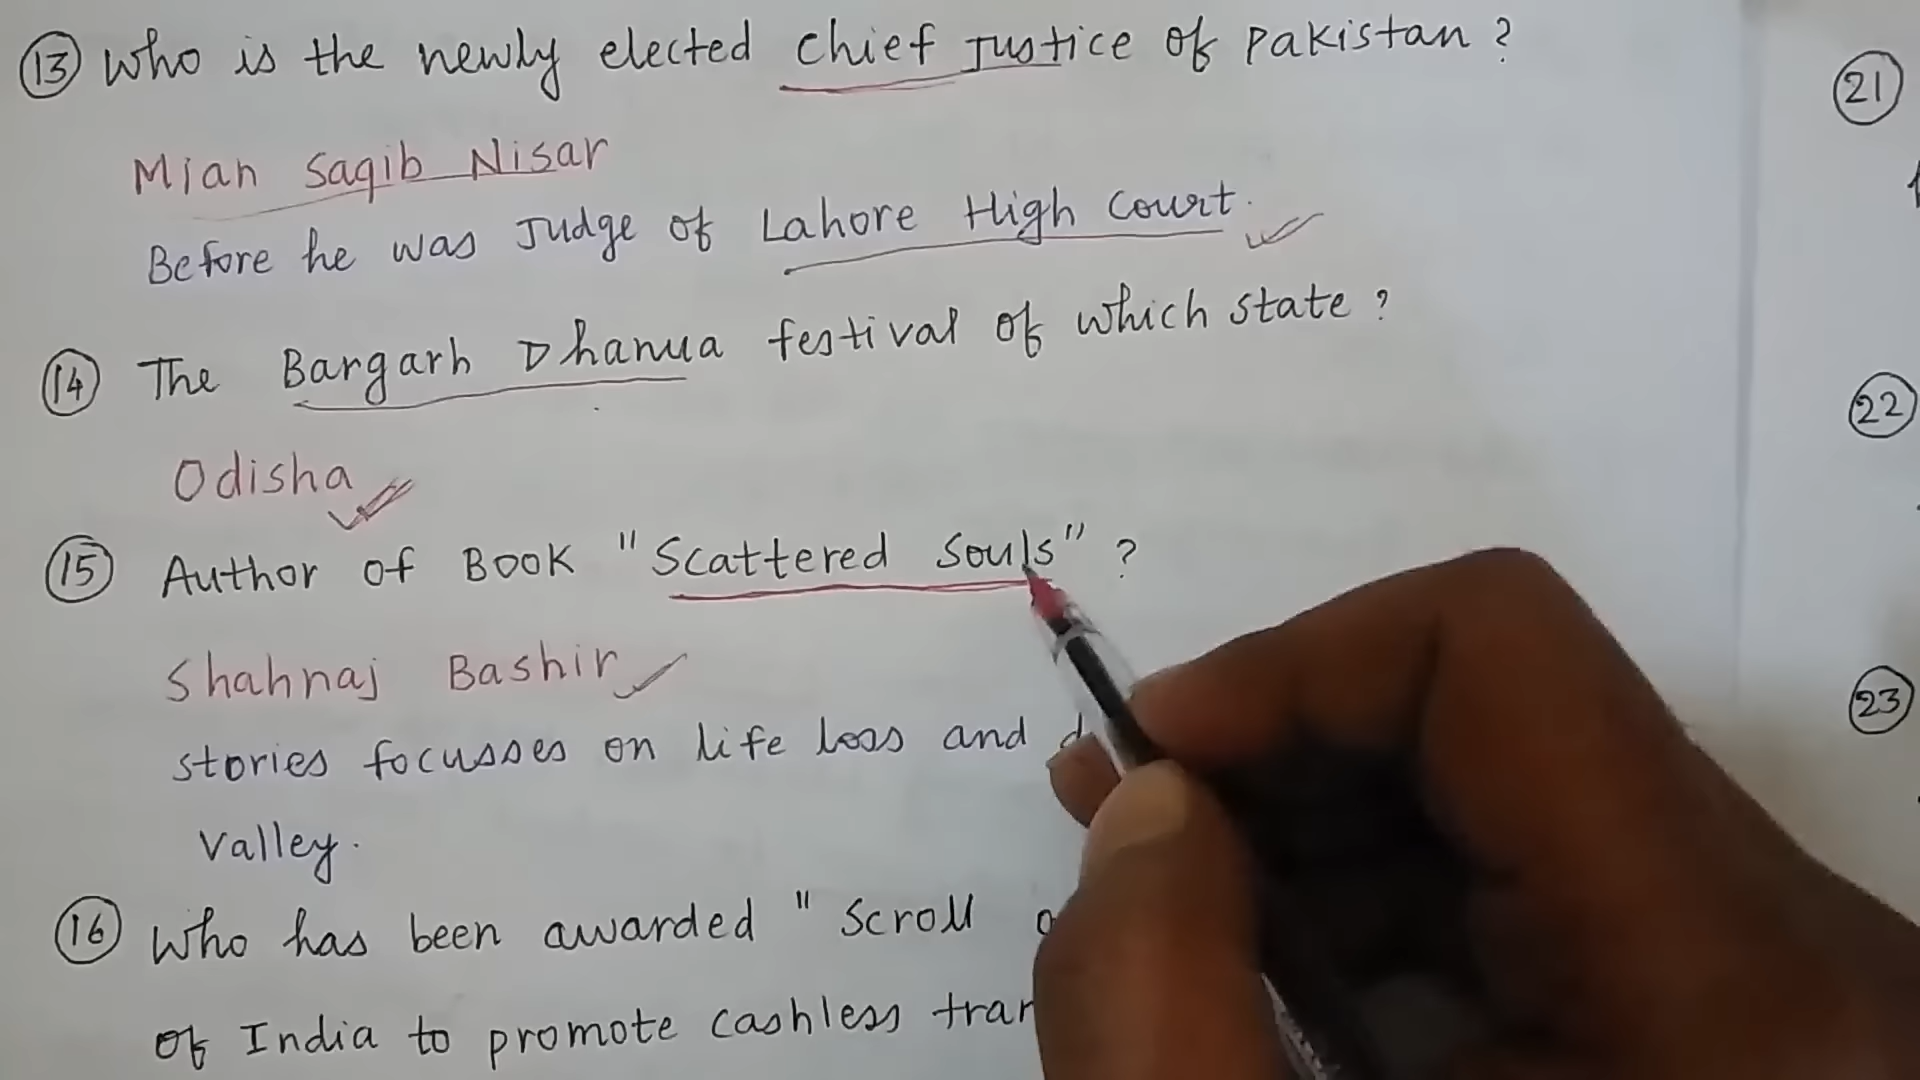 13 Who is the newly elected chief Justice of Pakistan ?
21
Mian Saqib Nisar
Before he was Judge of Lahore High Court.
14 The Bargarh Dhanua festival of which state ?
22
Odisha
15 Author of Book "Scattered Souls" ?
Shahnaj Bashir
23
stories focusses on life loss and
valley.
16 Who has been awarded "Scroll
of India to promote cashless